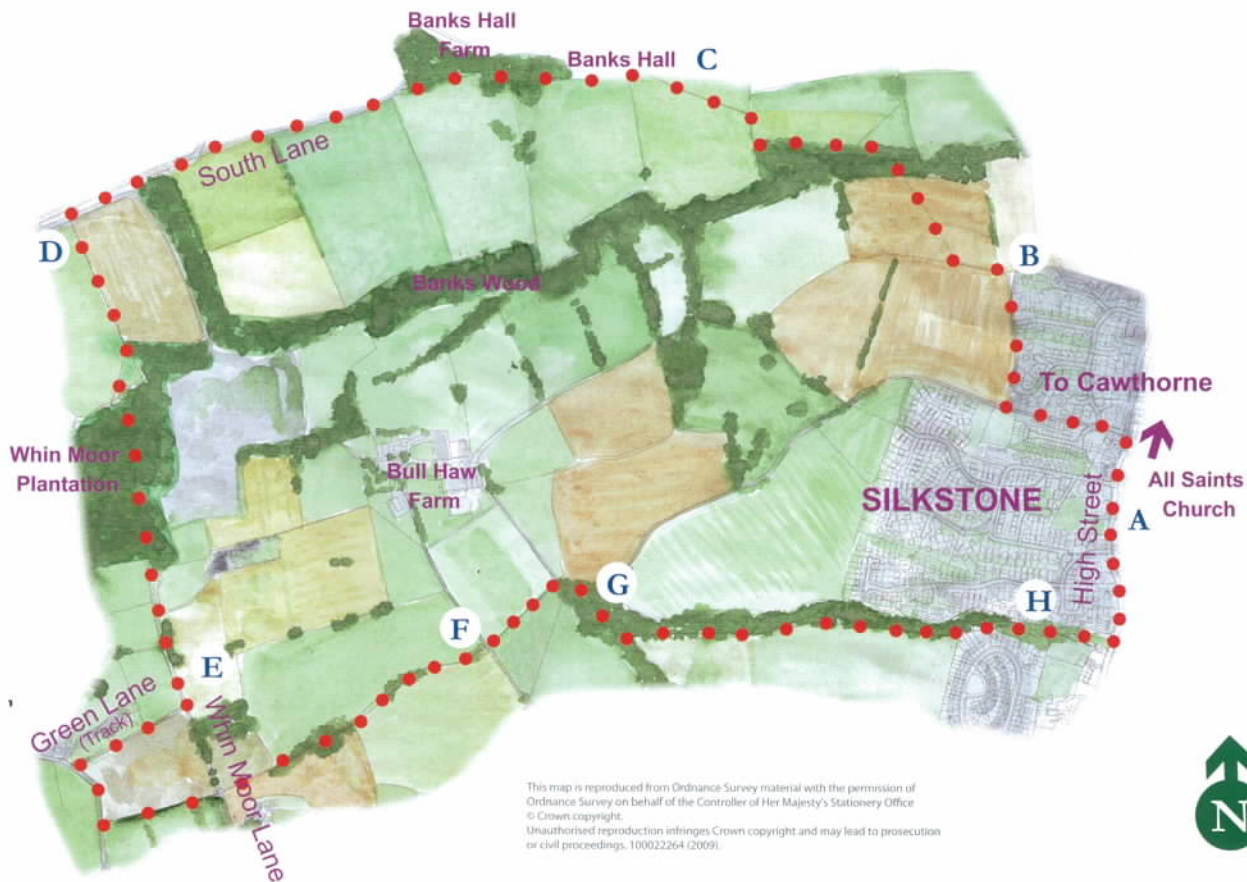 Banks Hall
Farm
Banks Hall
C
South Lane
D
B
Banks Wood
To Cawthorne
Whin Moor
Plantation
Bull Haw
Farm
SILKSTONE
All Saints
Church
High Street
A
G
H
F
E
Green Lane
(Track)
Whin Moor Lane
This map is reproduced from Ordnance Survey material with the permission of
Ordnance Survey on behalf of the Controller of Her Majesty's Stationery Office
© Crown copyright.
Unauthorised reproduction infringes Crown copyright and may lead to prosecution
or civil proceedings. 100022264 (2009).
N